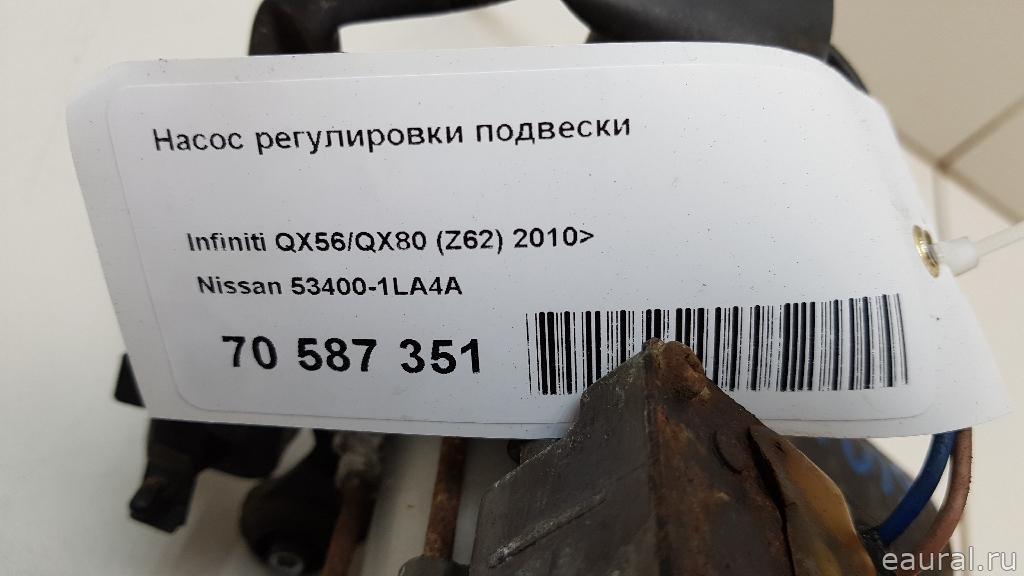 Насос регулировки подвески
Infiniti QX56/QX80 (Z62) 2010>
Nissan 53400-1LA4A
70 587 351
eaural.ru